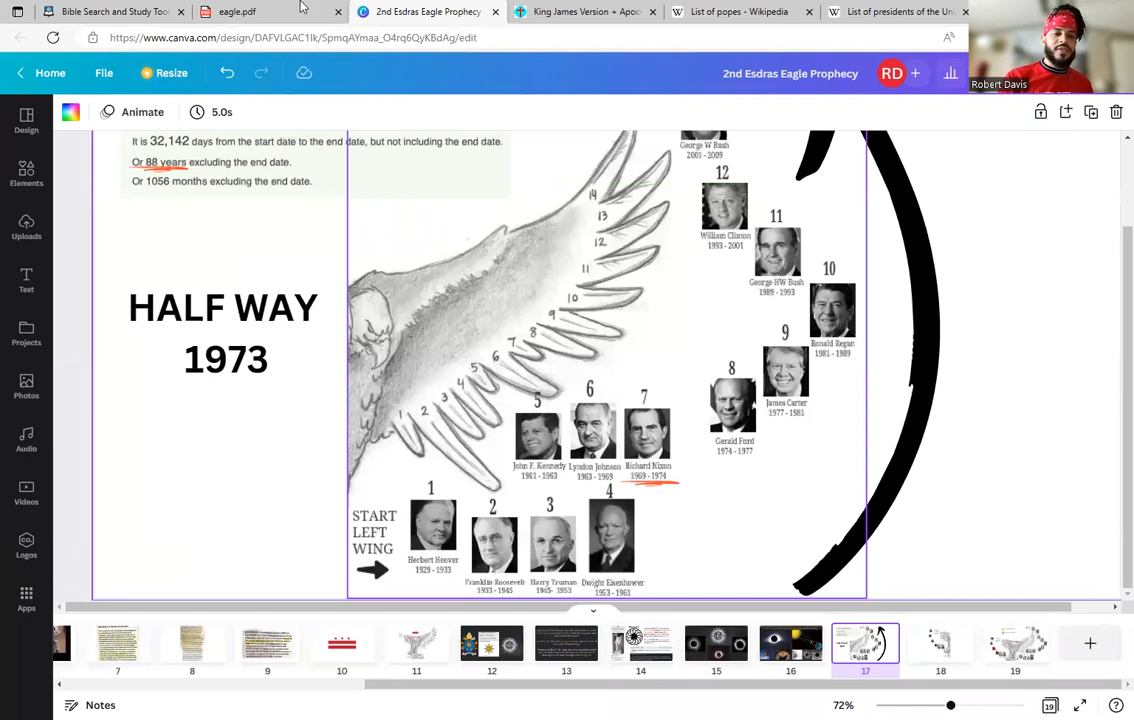 Bible Search and Study Tool
eagle.pdf
2nd Esdras Eagle Prophecy
King James Version + Apoc
List of popes - Wikipedia
List of presidents of the Un
https://www.canva.com/design/DAFVLGAC1Ik/SpmqAYmaa_O4rq6QyKBdAg/edit
Home
File
Resize
2nd Esdras Eagle Prophecy
RD
Robert Davis
Animate
5.0s
Design
Elements
Uploads
Text
Projects
Photos
Audio
Videos
Logos
Apps
It is 32,142 days from the start date to the end date, but not including the end date.
Or 88 years excluding the end date.
Or 1056 months excluding the end date.
HALF WAY
1973
14
13
12
11
10
9
8
7
6
5
4
3
2
1
George W Bush
2001 - 2009
12
William Clinton
1993 - 2001
11
George HW Bush
1989 - 1993
10
Ronald Regan
1981 - 1989
9
James Carter
1977 - 1981
8
Gerald Ford
1974 - 1977
7
Richard Nixon
1969 - 1974
6
Lyndon Johnson
1963 - 1969
5
John F. Kennedy
1961 - 1963
4
Dwight Eisenhower
1953 - 1961
3
Harry Truman
1945- 1953
2
Franklin Roosevelt
1933 - 1945
1
Herbert Hoover
1929 - 1933
START
LEFT
WING
7
8
9
10
11
12
13
14
15
16
17
18
19
Notes
72%
19